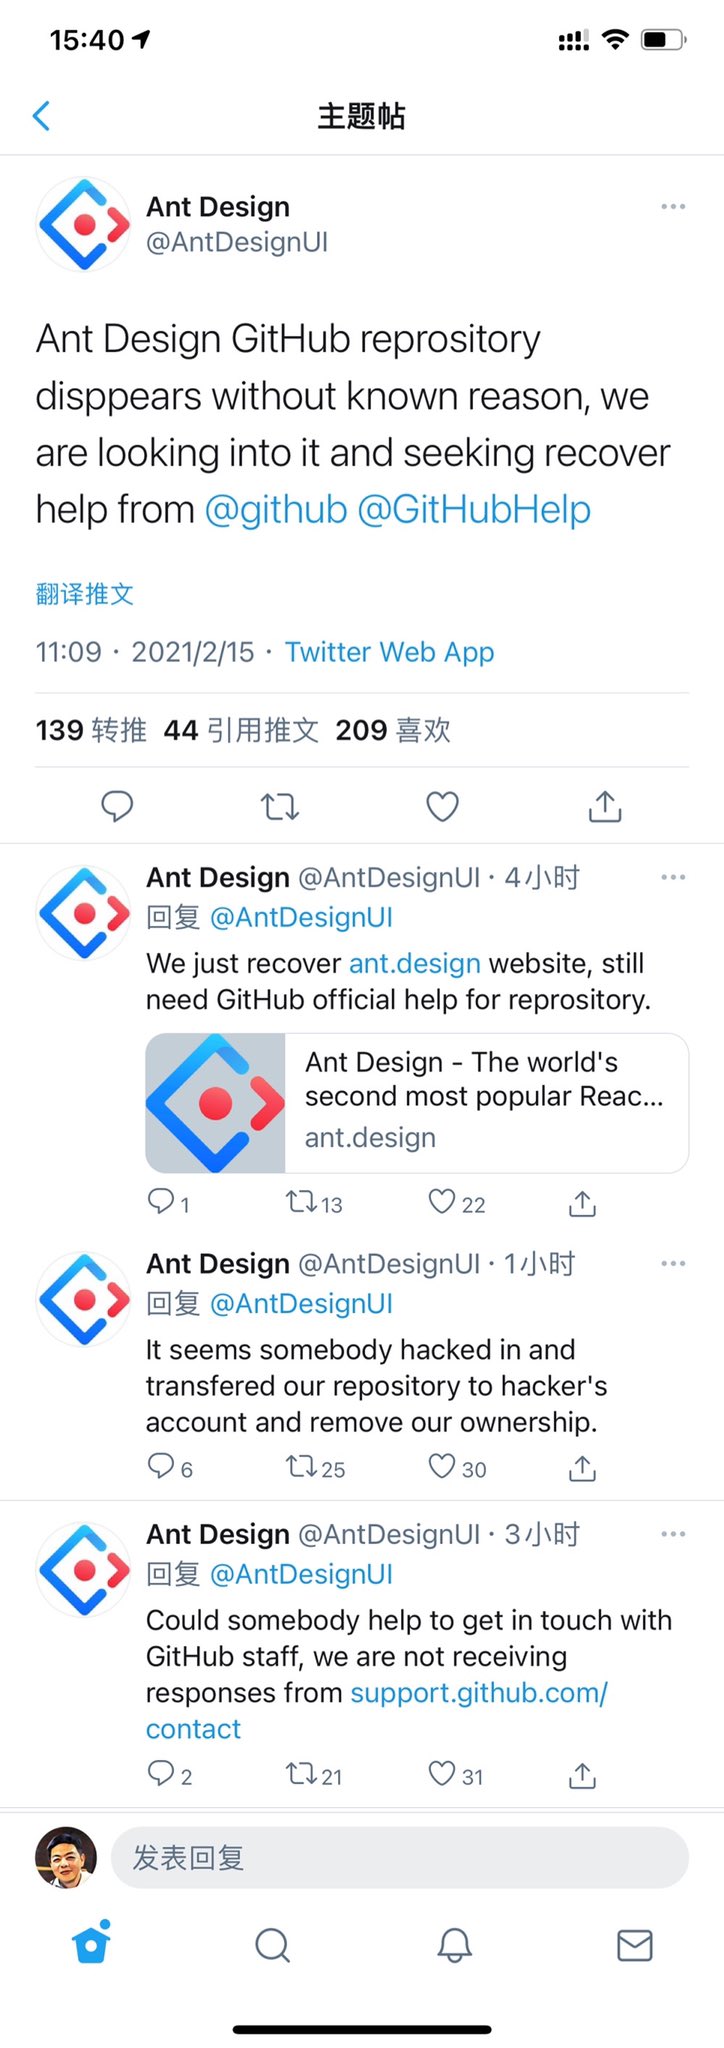 15:40
主题帖
Ant Design
@AntDesignUI
Ant Design GitHub reprository
disppears without known reason, we
are looking into it and seeking recover
help from @github @GitHubHelp
翻译推文
11:09 · 2021/2/15 · Twitter Web App
139 转推 44 引用推文 209 喜欢
Ant Design @AntDesignUI · 4小时
回复 @AntDesignUI
We just recover ant.design website, still
need GitHub official help for reprository.
Ant Design - The world's
second most popular Reac...
ant.design
1 13 22
Ant Design @AntDesignUI · 1小时
回复 @AntDesignUI
It seems somebody hacked in and
transfered our repository to hacker's
account and remove our ownership.
6 25 30
Ant Design @AntDesignUI · 3小时
回复 @AntDesignUI
Could somebody help to get in touch with
GitHub staff, we are not receiving
responses from support.github.com/
contact
2 21 31
发表回复